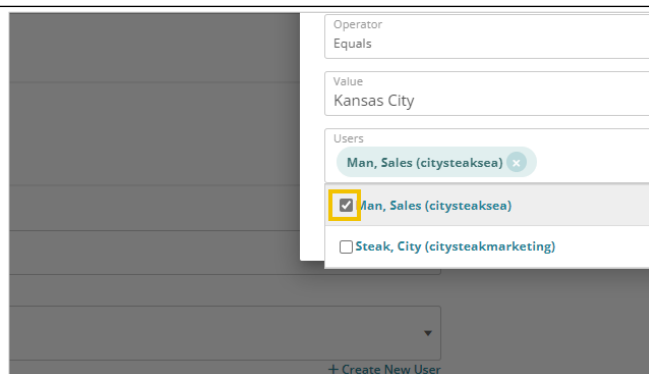 Operator
Equals
Value
Kansas City
Users
Man, Sales (citysteaksea)
Man, Sales (citysteaksea)
Steak, City (citysteakmarketing)
+ Create New User